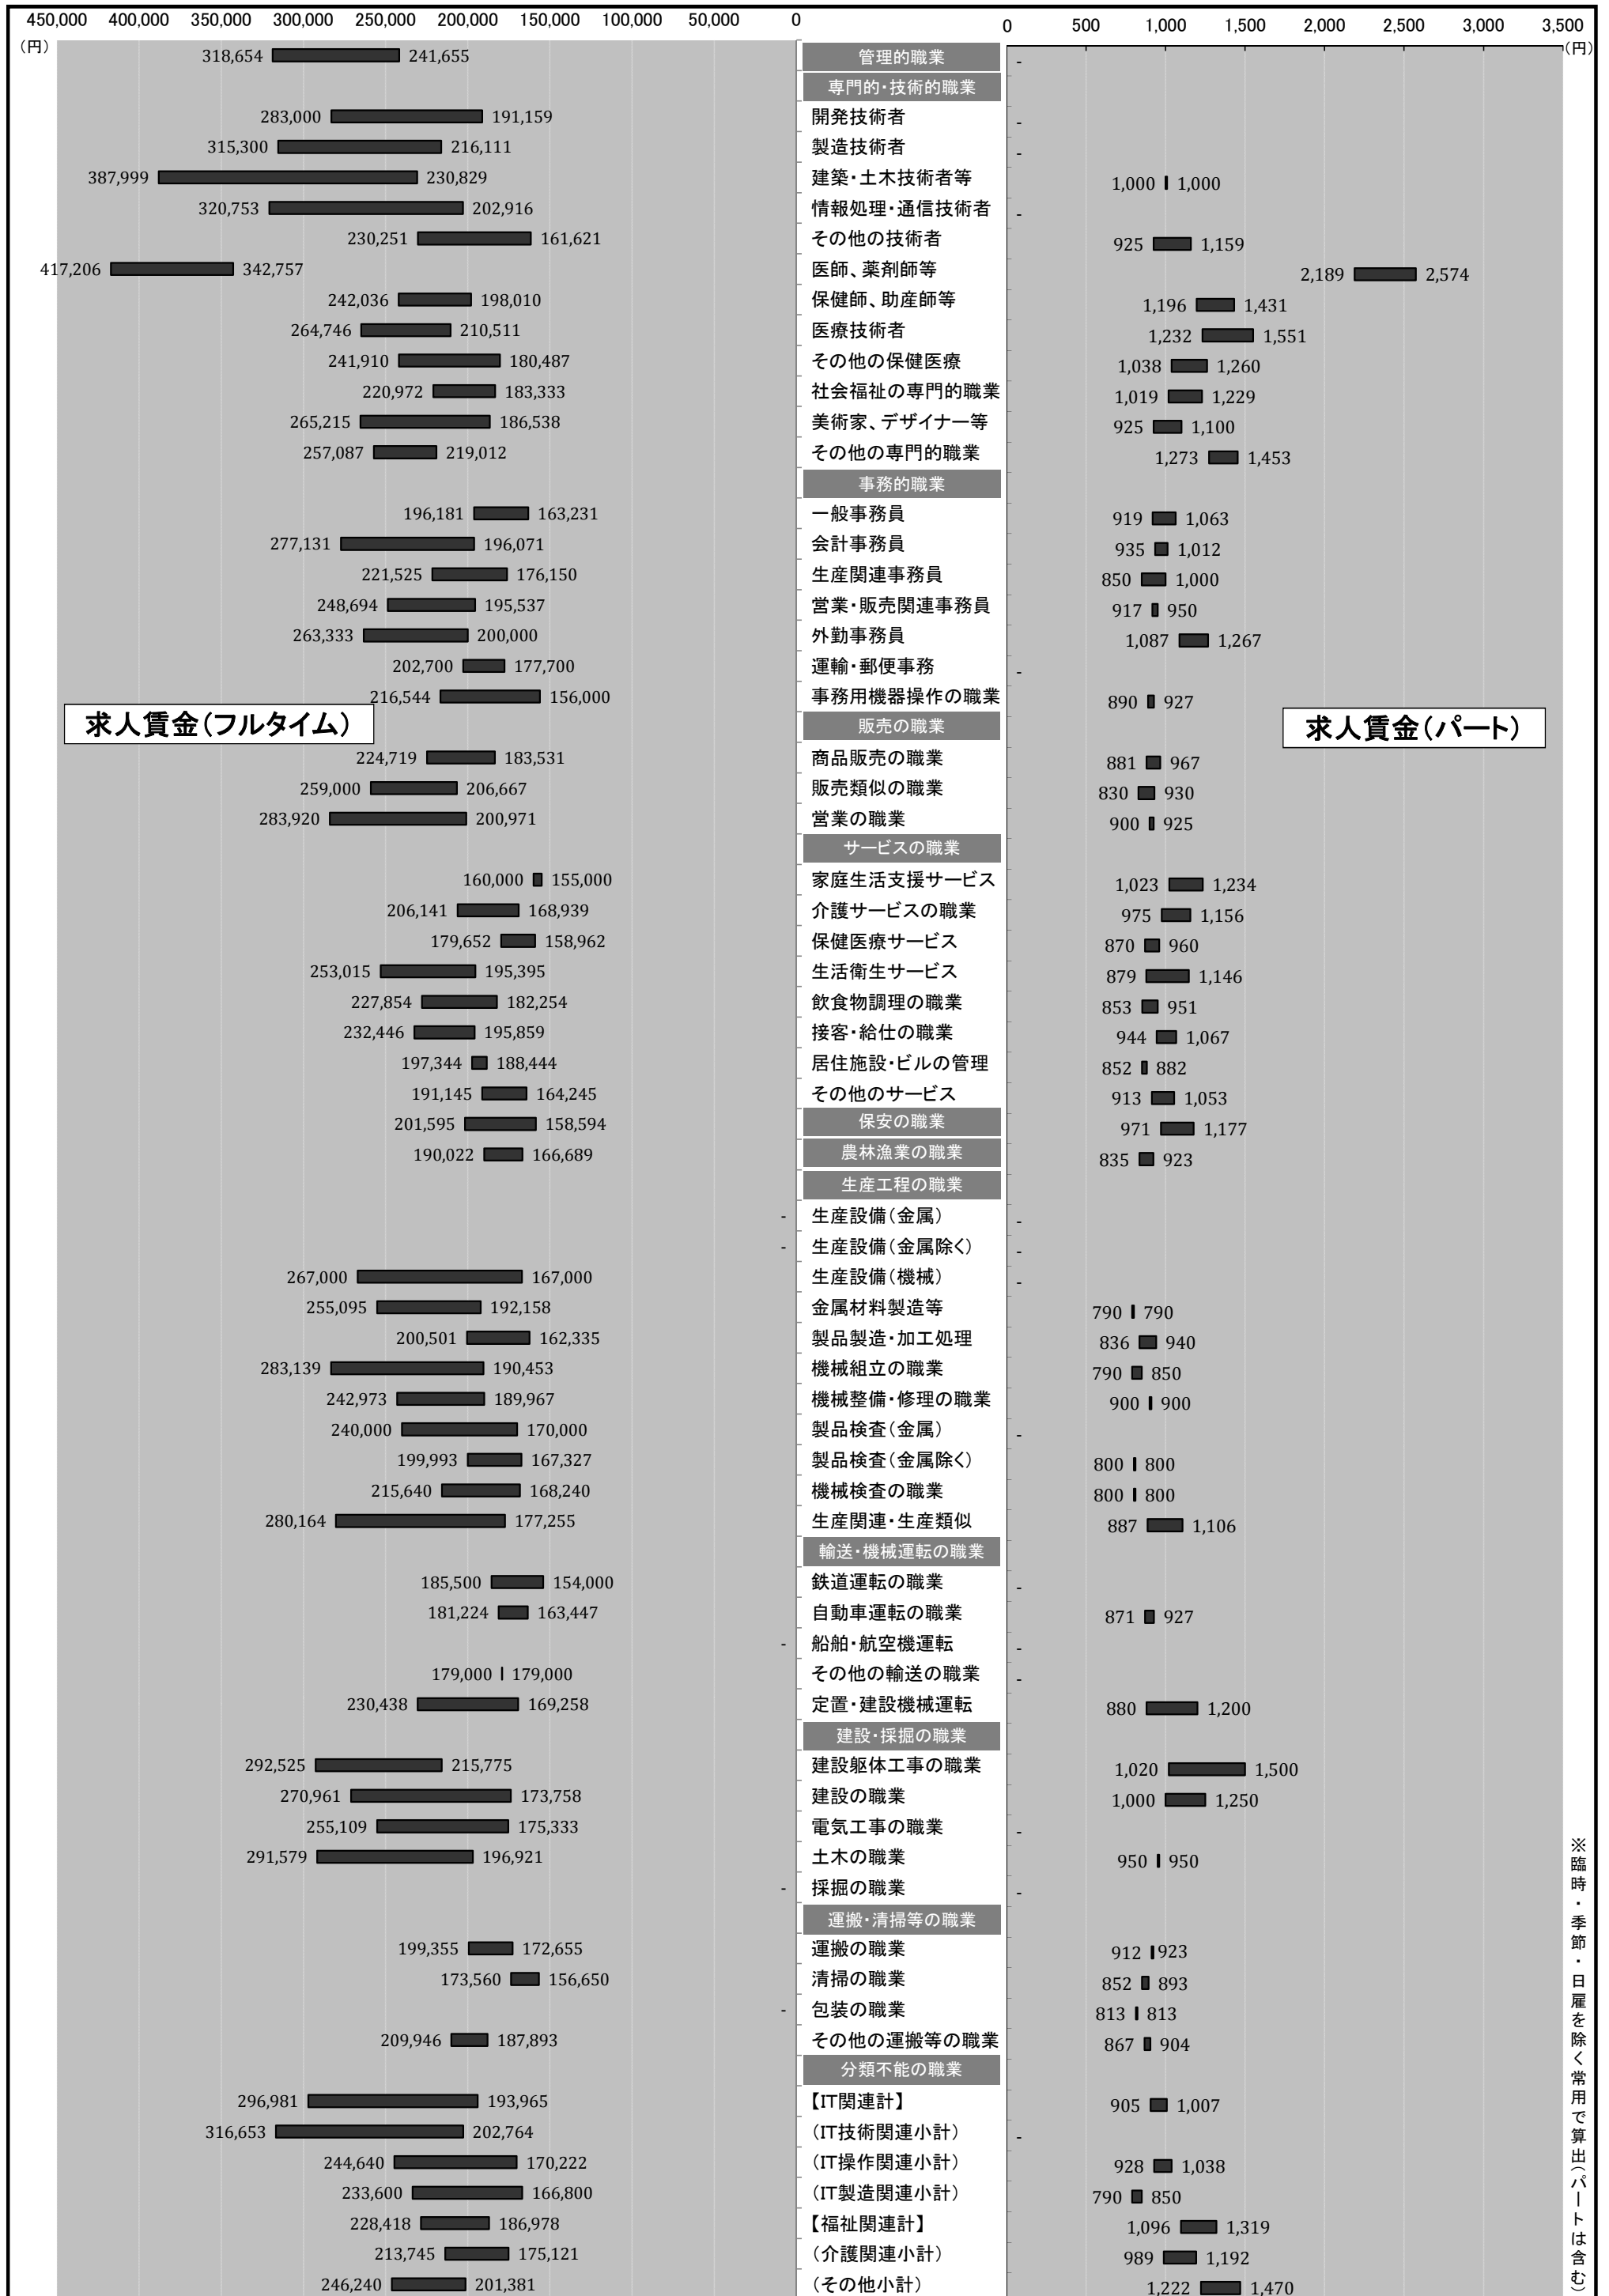 450,000 400,000 350,000 300,000 250,000 200,000 150,000 100,000 50,000 0 0 500 1,000 1,500 2,000 2,500 3,000 3,500
(円) (円)
318,654 241,655 管理的職業 -
専門的・技術的職業
283,000 191,159 開発技術者 -
315,300 216,111 製造技術者 -
387,999 230,829 建築・土木技術者等 1,000 1,000
320,753 202,916 情報処理・通信技術者 -
230,251 161,621 その他の技術者 925 1,159
417,206 342,757 医師、薬剤師等 2,189 2,574
242,036 198,010 保健師、助産師等 1,196 1,431
264,746 210,511 医療技術者 1,232 1,551
241,910 180,487 その他の保健医療 1,038 1,260
220,972 183,333 社会福祉の専門的職業 1,019 1,229
265,215 186,538 美術家、デザイナー等 925 1,100
257,087 219,012 その他の専門的職業 1,273 1,453
事務的職業
196,181 163,231 一般事務員 919 1,063
277,131 196,071 会計事務員 935 1,012
221,525 176,150 生産関連事務員 850 1,000
248,694 195,537 営業・販売関連事務員 917 950
263,333 200,000 外勤事務員 1,087 1,267
202,700 177,700 運輸・郵便事務 -
216,544 156,000 事務用機器操作の職業 890 927
求人賃金(フルタイム) 販売の職業 求人賃金(パート)
224,719 183,531 商品販売の職業 881 967
259,000 206,667 販売類似の職業 830 930
283,920 200,971 営業の職業 900 925
サービスの職業
160,000 155,000 家庭生活支援サービス 1,023 1,234
206,141 168,939 介護サービスの職業 975 1,156
179,652 158,962 保健医療サービス 870 960
253,015 195,395 生活衛生サービス 879 1,146
227,854 182,254 飲食物調理の職業 853 951
232,446 195,859 接客・給仕の職業 944 1,067
197,344 188,444 居住施設・ビルの管理 852 882
191,145 164,245 その他のサービス 913 1,053
201,595 158,594 保安の職業 971 1,177
190,022 166,689 農林漁業の職業 835 923
生産工程の職業
- 生産設備(金属) -
- 生産設備(金属除く) -
267,000 167,000 生産設備(機械) -
255,095 192,158 金属材料製造等 790 790
200,501 162,335 製品製造・加工処理 836 940
283,139 190,453 機械組立の職業 790 850
242,973 189,967 機械整備・修理の職業 900 900
240,000 170,000 製品検査(金属) -
199,993 167,327 製品検査(金属除く) 800 800
215,640 168,240 機械検査の職業 800 800
280,164 177,255 生産関連・生産類似 887 1,106
輸送・機械運転の職業
185,500 154,000 鉄道運転の職業 -
181,224 163,447 自動車運転の職業 871 927
- 船舶・航空機運転 -
179,000 179,000 その他の輸送の職業 -
230,438 169,258 定置・建設機械運転 880 1,200
建設・採掘の職業
292,525 215,775 建設躯体工事の職業 1,020 1,500
270,961 173,758 建設の職業 1,000 1,250
255,109 175,333 電気工事の職業 -
291,579 196,921 土木の職業 950 950
- 採掘の職業 -
運搬・清掃等の職業
199,355 172,655 運搬の職業 912 923
173,560 156,650 清掃の職業 852 893
- 包装の職業 813 813
209,946 187,893 その他の運搬等の職業 867 904
分類不能の職業
296,981 193,965 【IT関連計】 905 1,007
316,653 202,764 (IT技術関連小計) -
244,640 170,222 (IT操作関連小計) 928 1,038
233,600 166,800 (IT製造関連小計) 790 850
228,418 186,978 【福祉関連計】 1,096 1,319
213,745 175,121 (介護関連小計) 989 1,192
246,240 201,381 (その他小計) 1,222 1,470
※臨時・季節・日雇を除く常用で算出(パートは含む)